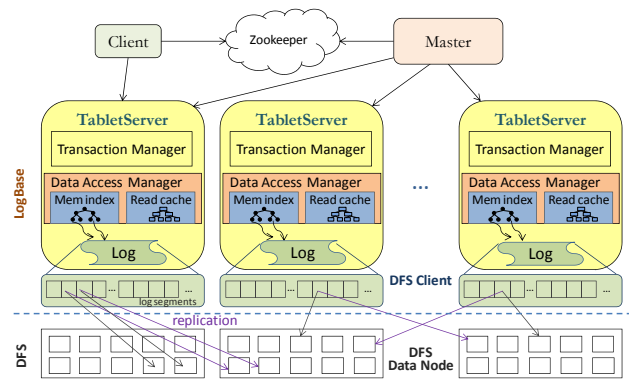 Client
Zookeeper
Master
TabletServer
Transaction Manager
Data Access Manager
Mem index
Read cache
Log
TabletServer
Transaction Manager
Data Access Manager
Mem index
Read cache
Log
...
TabletServer
Transaction Manager
Data Access Manager
Mem index
Read cache
Log
LogBase
DFS Client
... ...
log segments
... ...
... ...
replication
DFS
DFS
Data Node